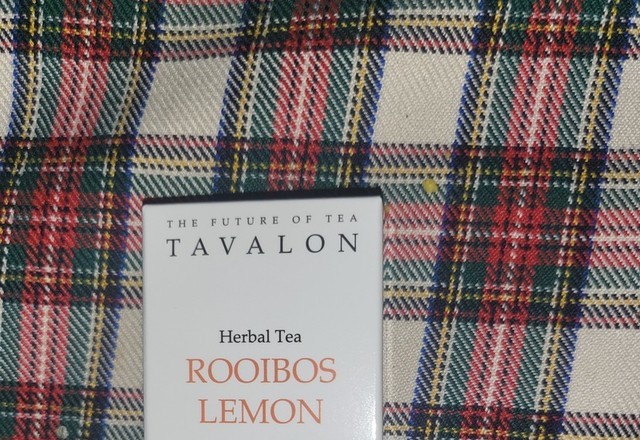 THE FUTURE OF TEA
TAVALON
Herbal Tea
ROOIBOS
LEMON